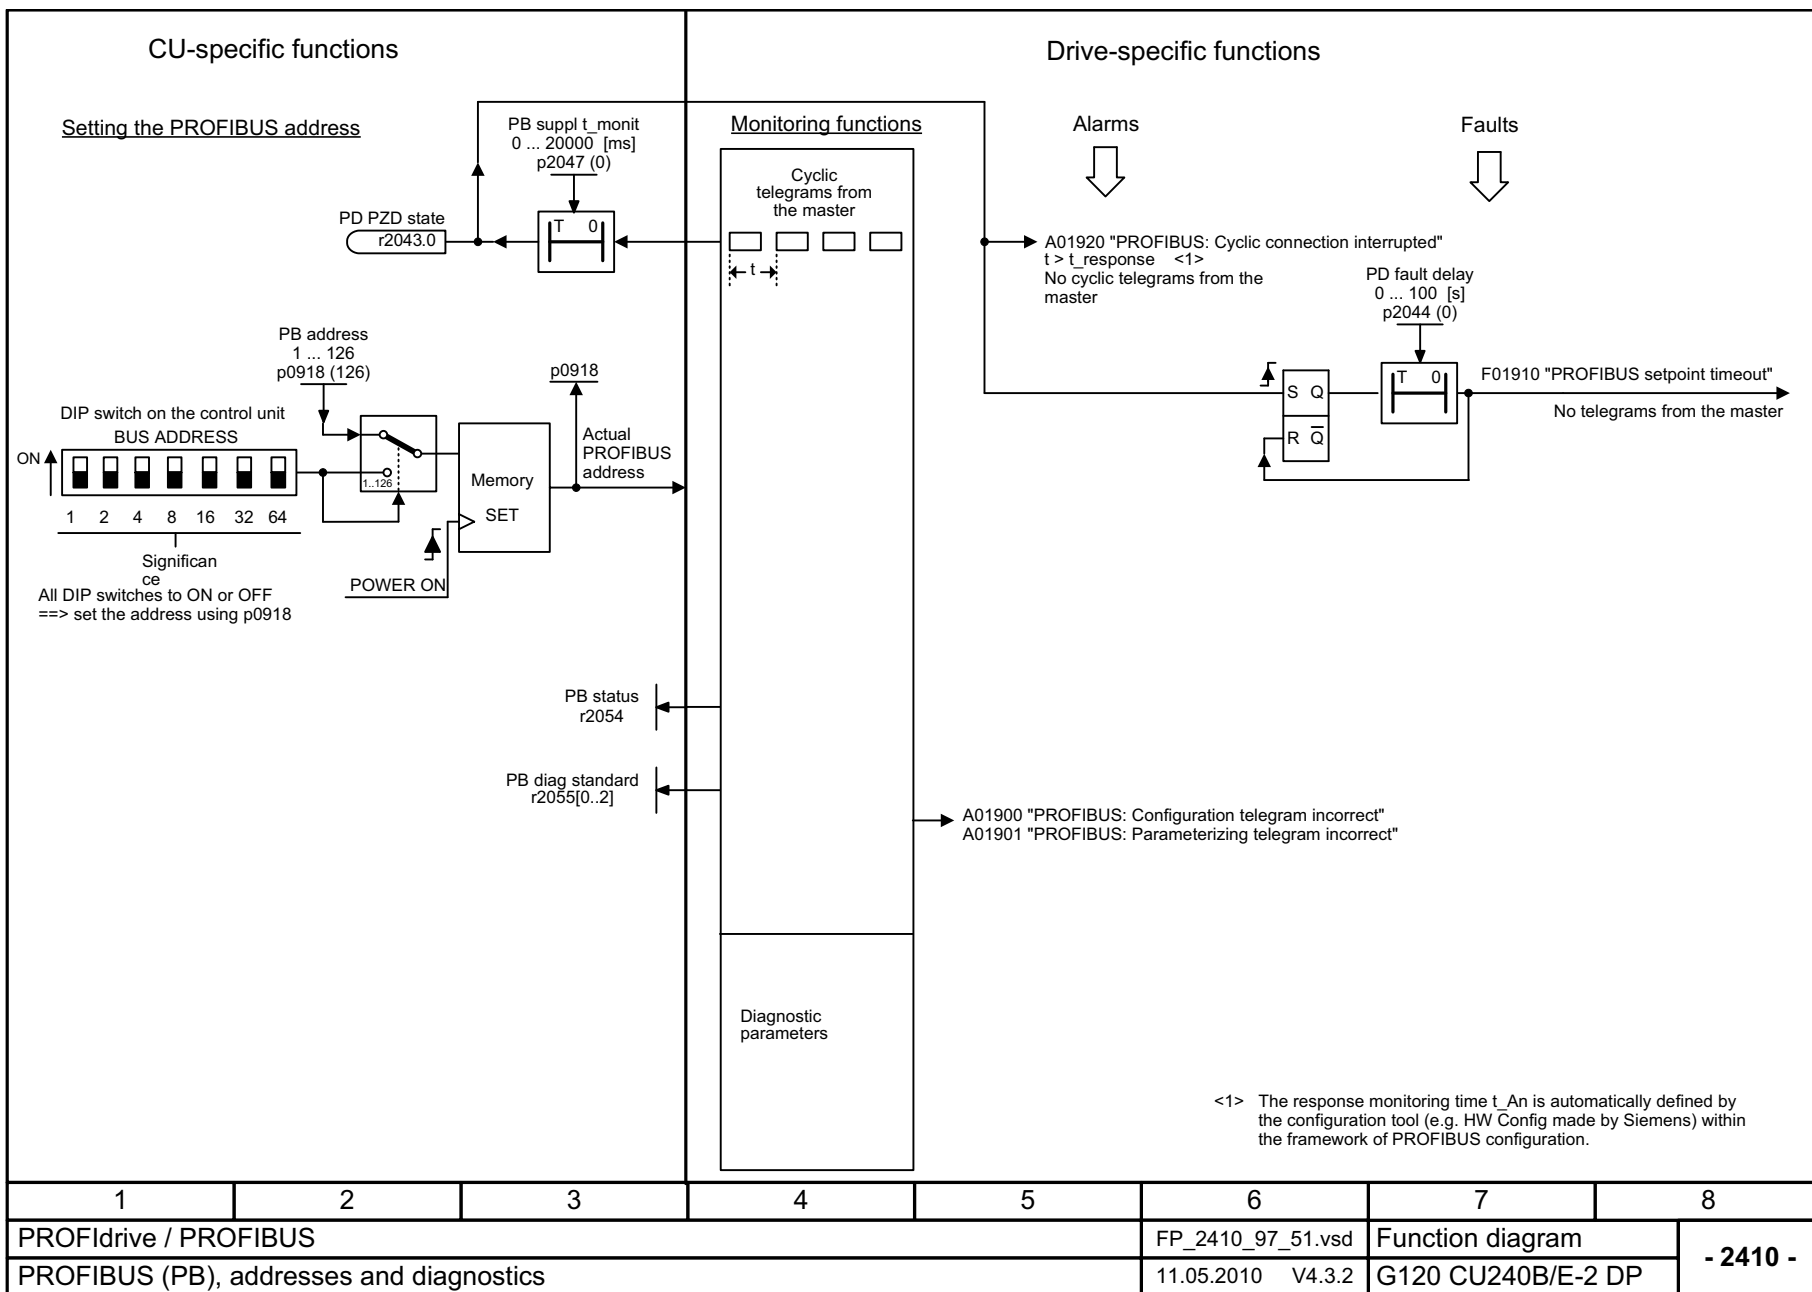 CU-specific functions
Drive-specific functions
Setting the PROFIBUS address
PB suppl t_monit
0 ... 20000 [ms]
p2047 (0)
Monitoring functions
Alarms
Faults
Cyclic
telegrams from
the master
PD PZD state
r2043.0
T 0
t
A01920 "PROFIBUS: Cyclic connection interrupted"
t > t_response <1>
No cyclic telegrams from the
master
PD fault delay
0 ... 100 [s]
p2044 (0)
PB address
1 ... 126
p0918 (126)
p0918
DIP switch on the control unit
BUS ADDRESS
ON
1..126
Memory
SET
Actual
PROFIBUS
address
S Q
R Q̅
T 0
F01910 "PROFIBUS setpoint timeout"
No telegrams from the master
1 2 4 8 16 32 64
Significan
ce
All DIP switches to ON or OFF
==> set the address using p0918
POWER ON
PB status
r2054
PB diag standard
r2055[0..2]
A01900 "PROFIBUS: Configuration telegram incorrect"
A01901 "PROFIBUS: Parameterizing telegram incorrect"
Diagnostic
parameters
<1> The response monitoring time t_An is automatically defined by
the configuration tool (e.g. HW Config made by Siemens) within
the framework of PROFIBUS configuration.
1 2 3 4 5 6 7 8
PROFIdrive / PROFIBUS
FP_2410_97_51.vsd
Function diagram
- 2410 -
PROFIBUS (PB), addresses and diagnostics
11.05.2010 V4.3.2
G120 CU240B/E-2 DP